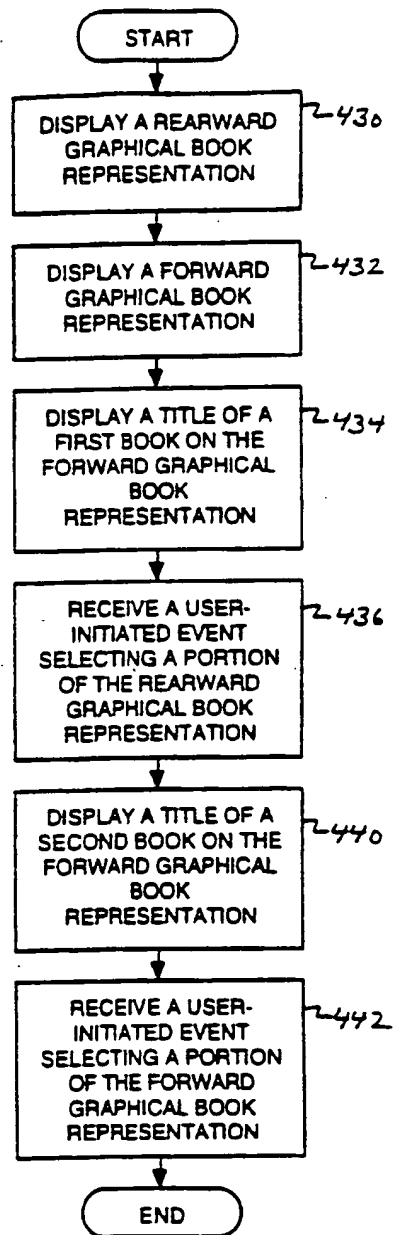 START
DISPLAY A REARWARD
GRAPHICAL BOOK
REPRESENTATION
430
DISPLAY A FORWARD
GRAPHICAL BOOK
REPRESENTATION
432
DISPLAY A TITLE OF A
FIRST BOOK ON THE
FORWARD GRAPHICAL
BOOK
REPRESENTATION
434
RECEIVE A USER-
INITIATED EVENT
SELECTING A PORTION
OF THE REARWARD
GRAPHICAL BOOK
REPRESENTATION
436
DISPLAY A TITLE OF A
SECOND BOOK ON THE
FORWARD GRAPHICAL
BOOK
REPRESENTATION
440
RECEIVE A USER-
INITIATED EVENT
SELECTING A PORTION
OF THE FORWARD
GRAPHICAL BOOK
REPRESENTATION
442
END